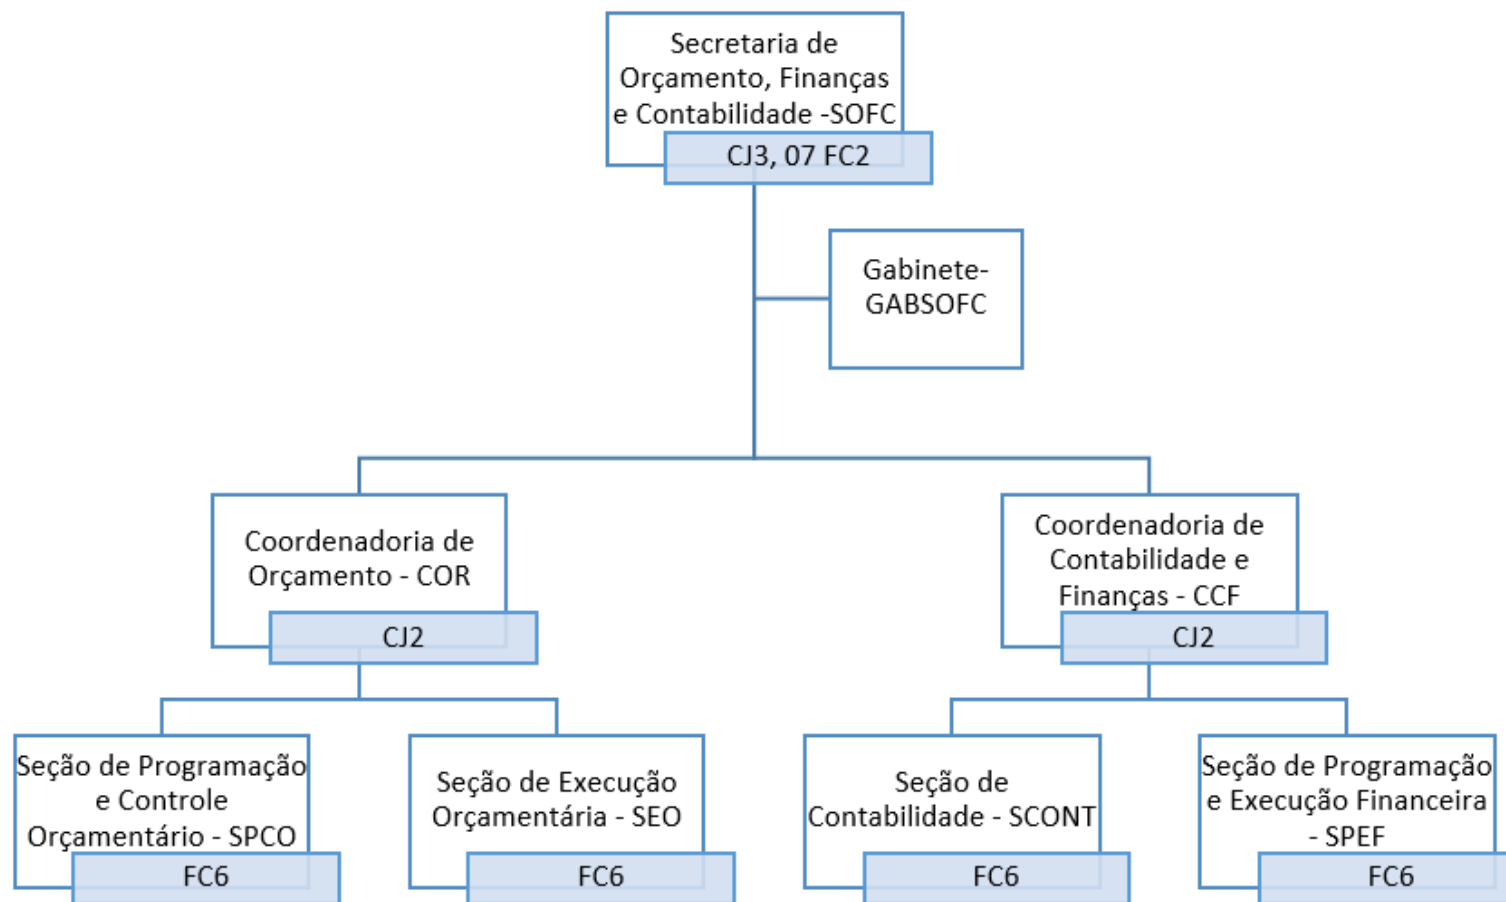 Secretaria de
Orçamento, Finanças
e Contabilidade -SOFC
CJ3, 07 FC2
Gabinete-
GABSOFC
Coordenadoria de
Orçamento - COR
CJ2
Coordenadoria de
Contabilidade e
Finanças - CCF
CJ2
Seção de Programação
e Controle
Orçamentário - SPCO
FC6
Seção de Execução
Orçamentária - SEO
FC6
Seção de
Contabilidade - SCONT
FC6
Seção de Programação
e Execução Financeira
- SPEF
FC6